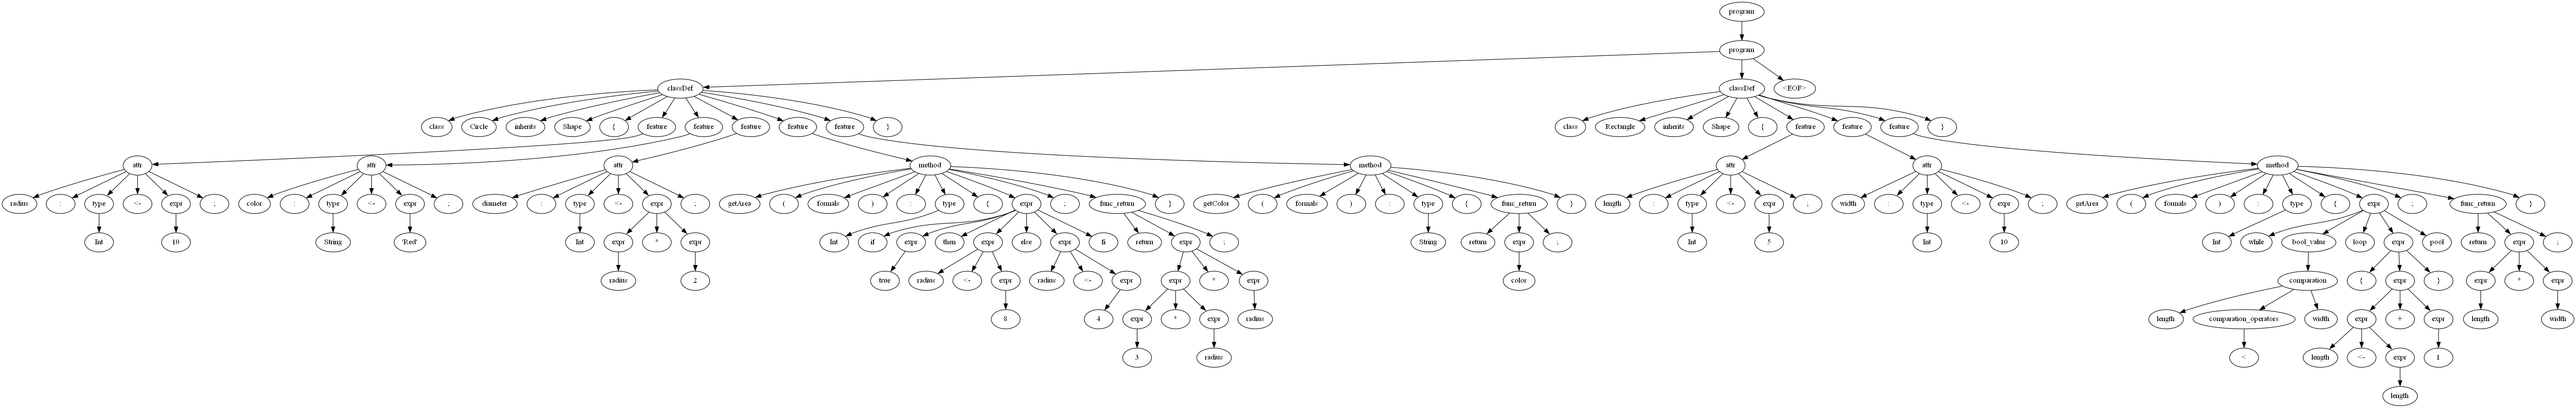 program
program
classDef classDef <EOF>
class Circle inherits Shape { feature feature feature feature feature } class Rectangle inherits Shape { feature feature feature }
attr attr attr method method attr attr method
radius : type <- expr ; color : type <- expr ; diameter : type <- expr ; getArea ( formals ) : type { expr ; func_return } getColor ( formals ) : type { func_return } length : type <- expr ; width : type <- expr ; getArea ( formals ) : type { expr ; func_return }
Int 10 String 'Red' Int expr * expr Int if expr then expr else expr fi return expr ; String return expr ; Int 5 Int 10 Int while bool_value loop expr pool return expr ;
radius 2 true radius <- expr radius <- expr expr * expr color comparation { expr } expr * expr
8 4 expr * expr radius length comparation_operators width expr + expr length width
3 radius < length <- expr 1
length